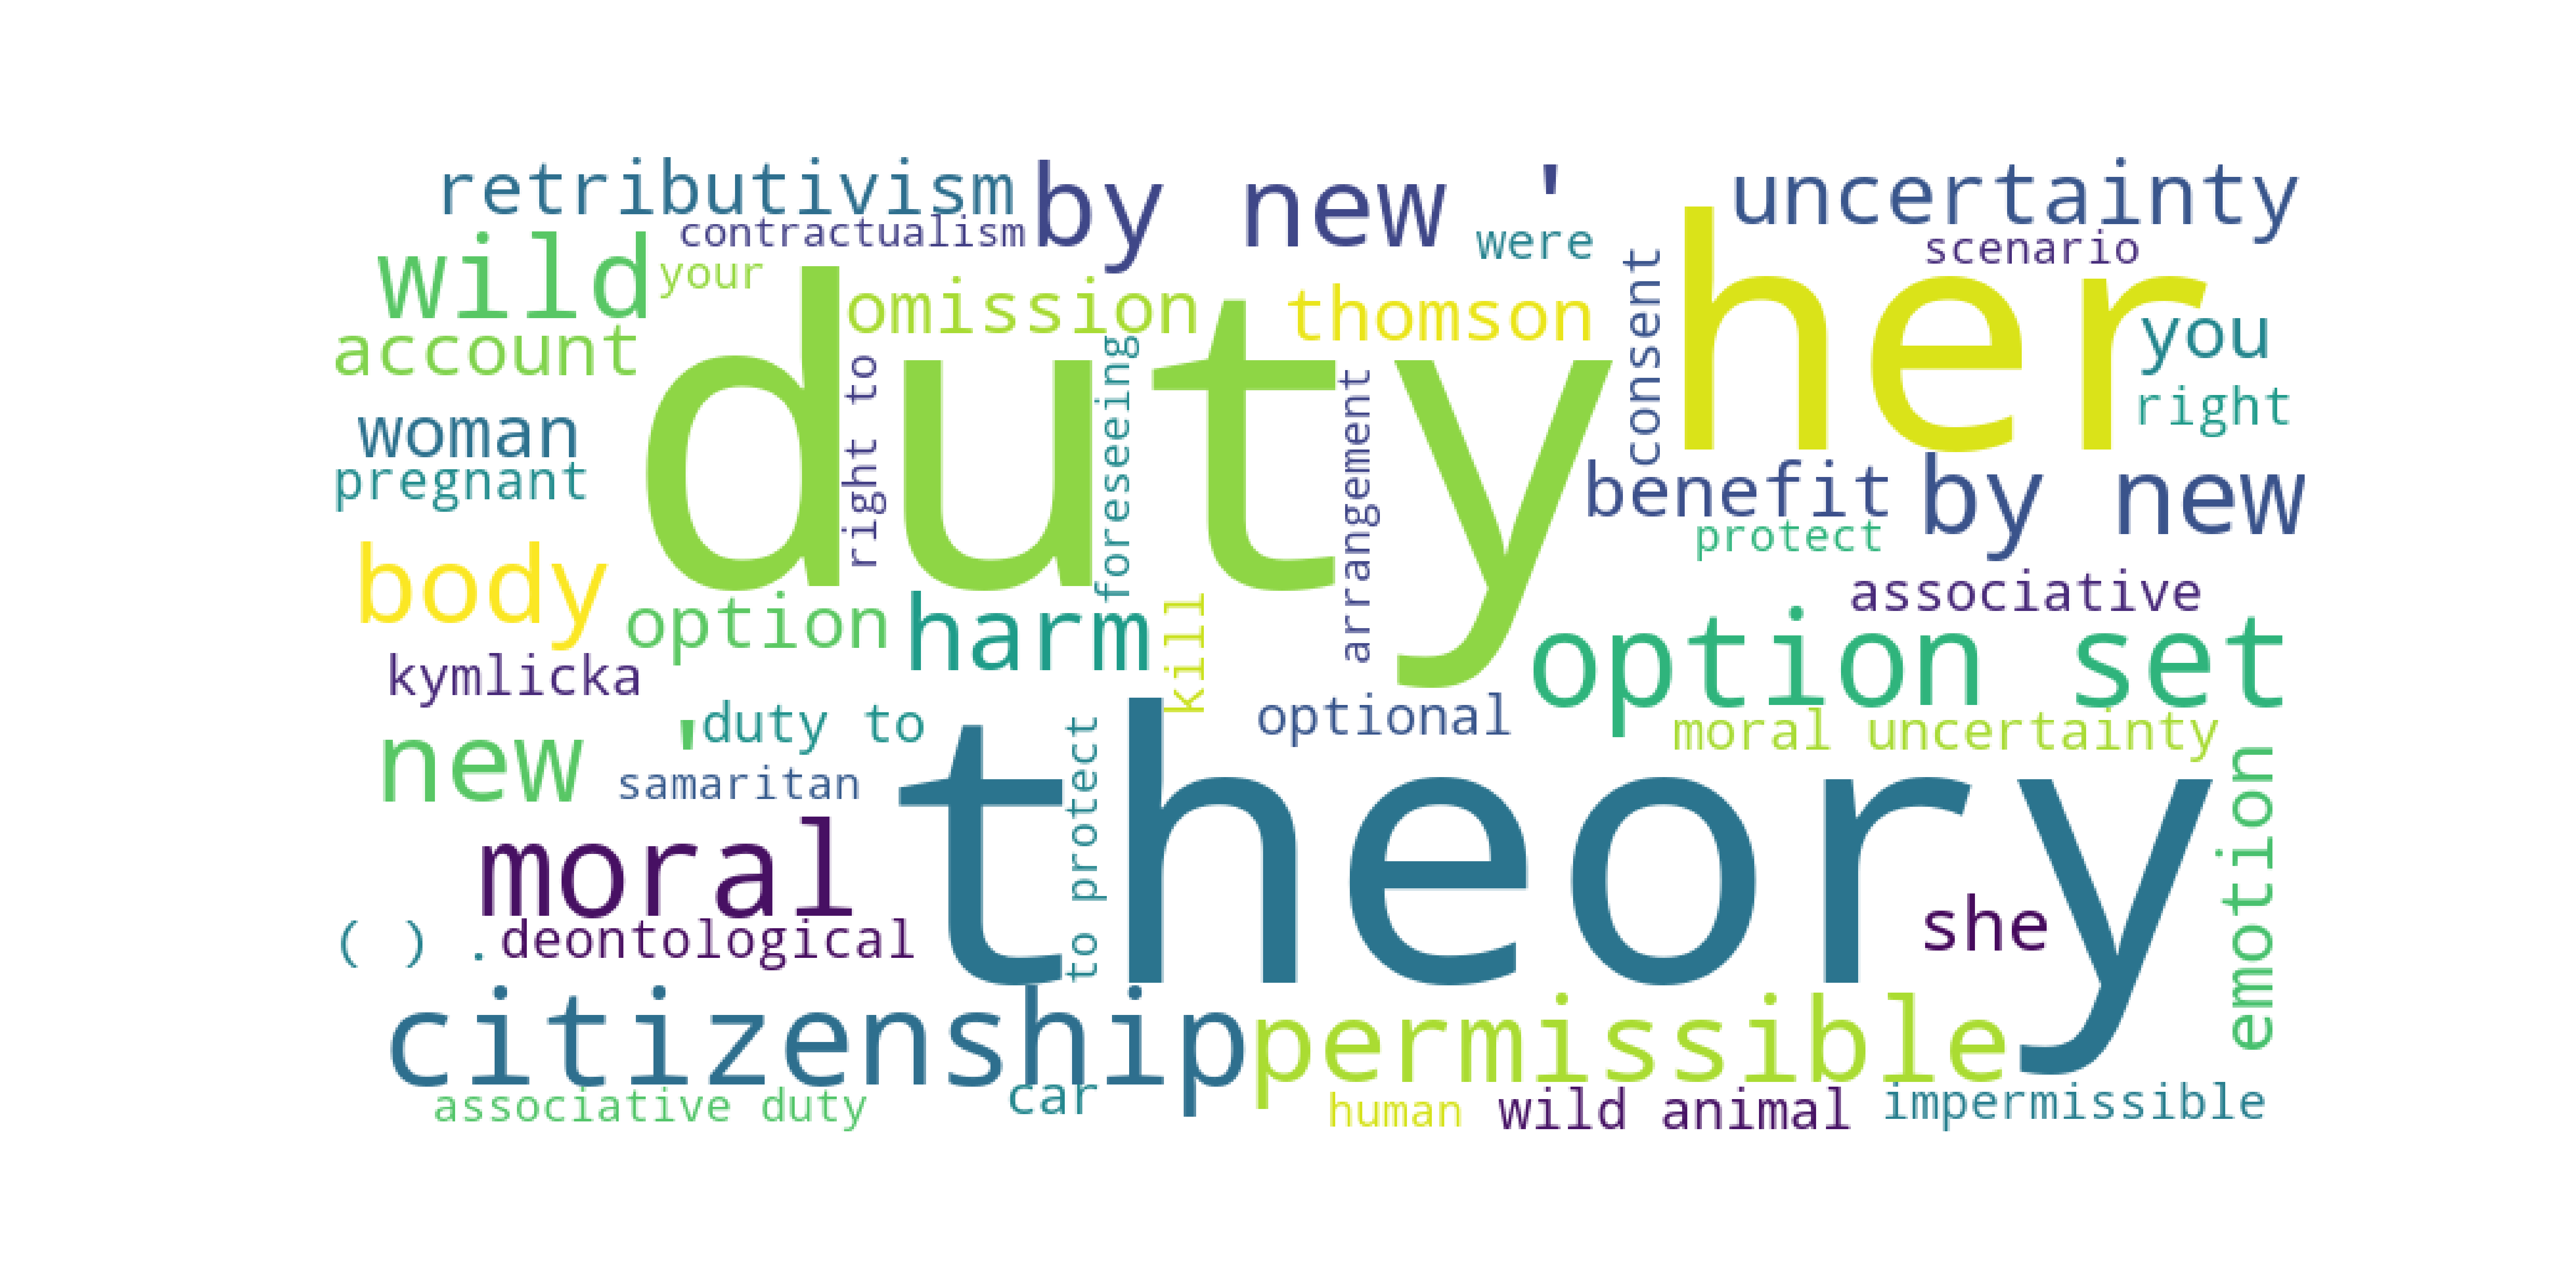 retributivism
by new '
uncertainty
contractualism
were
scenario
wild
your
omission
thomson
consent
her
you
account
duty
right to
foreseeing
arrangement
right
woman
pregnant
benefit
by new
protect
body
option
harm
kill
associative
option set
kymlicka
new '
duty to
optional
moral uncertainty
samaritan
to protect
theory
emotion
moral
she
( ) .
deontological
citizenship
permissible
associative duty
car
human
wild animal
impermissible